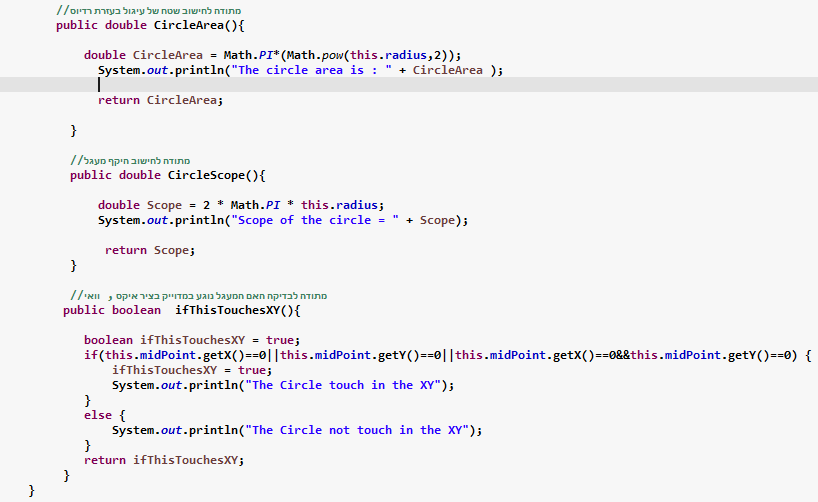 //מתודה לחישוב שטח של עיגול בעזרת רדיוס
public double CircleArea(){
double CircleArea = Math.PI*(Math.pow(this.radius,2));
System.out.println("The circle area is : " + CircleArea );
return CircleArea;
}
//מתודה לחישוב היקף מעגל
public double CircleScope(){
double Scope = 2 * Math.PI * this.radius;
System.out.println("Scope of the circle = " + Scope);
return Scope;
}
//מתודה לבדיקה האם המעגל נוגע במדוייק בציר איקס , וואי
public boolean  ifThisTouchesXY(){
boolean ifThisTouchesXY = true;
if(this.midPoint.getX()==0||this.midPoint.getY()==0||this.midPoint.getX()==0&&this.midPoint.getY()==0) {
ifThisTouchesXY = true;
System.out.println("The Circle touch in the XY");
}
else {
System.out.println("The Circle not touch in the XY");
}
return ifThisTouchesXY;
}
}